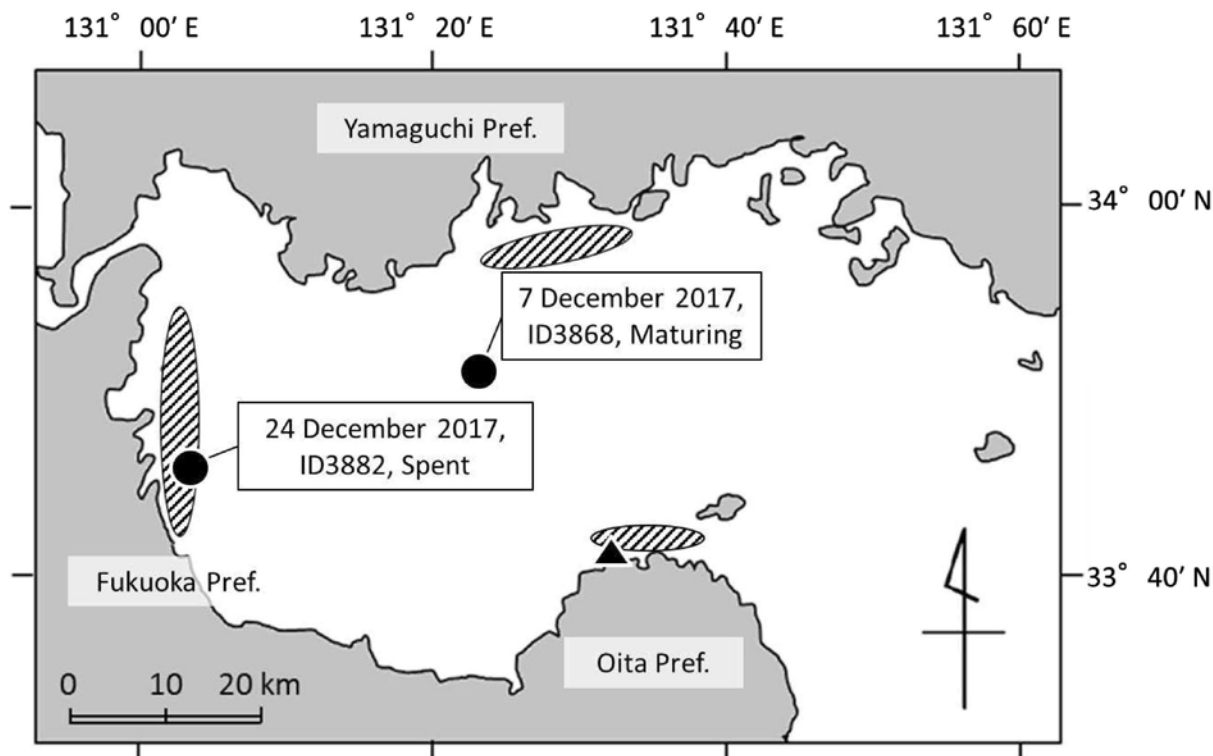 131° 00′ E 131° 20′ E 131° 40′ E 131° 60′ E
Yamaguchi Pref.
34° 00′ N
7 December 2017,
ID3868, Maturing
24 December 2017,
ID3882, Spent
Fukuoka Pref.
33° 40′ N
Oita Pref.
0 10 20 km